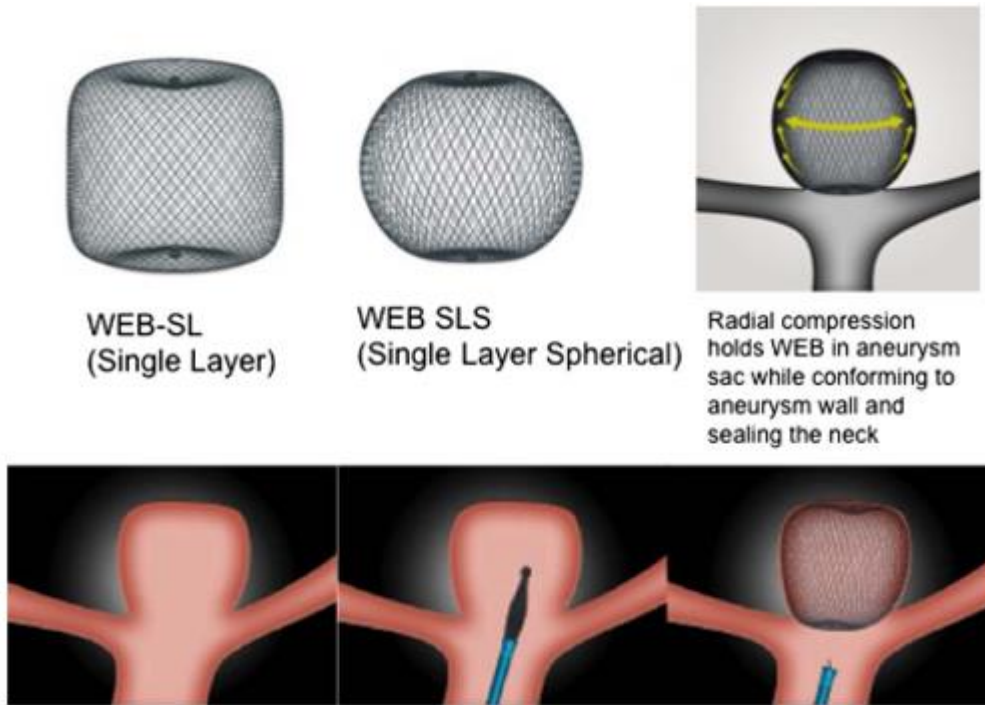 WEB-SL
(Single Layer)
WEB SLS
(Single Layer Spherical)
Radial compression
holds WEB in aneurysm
sac while conforming to
aneurysm wall and
sealing the neck